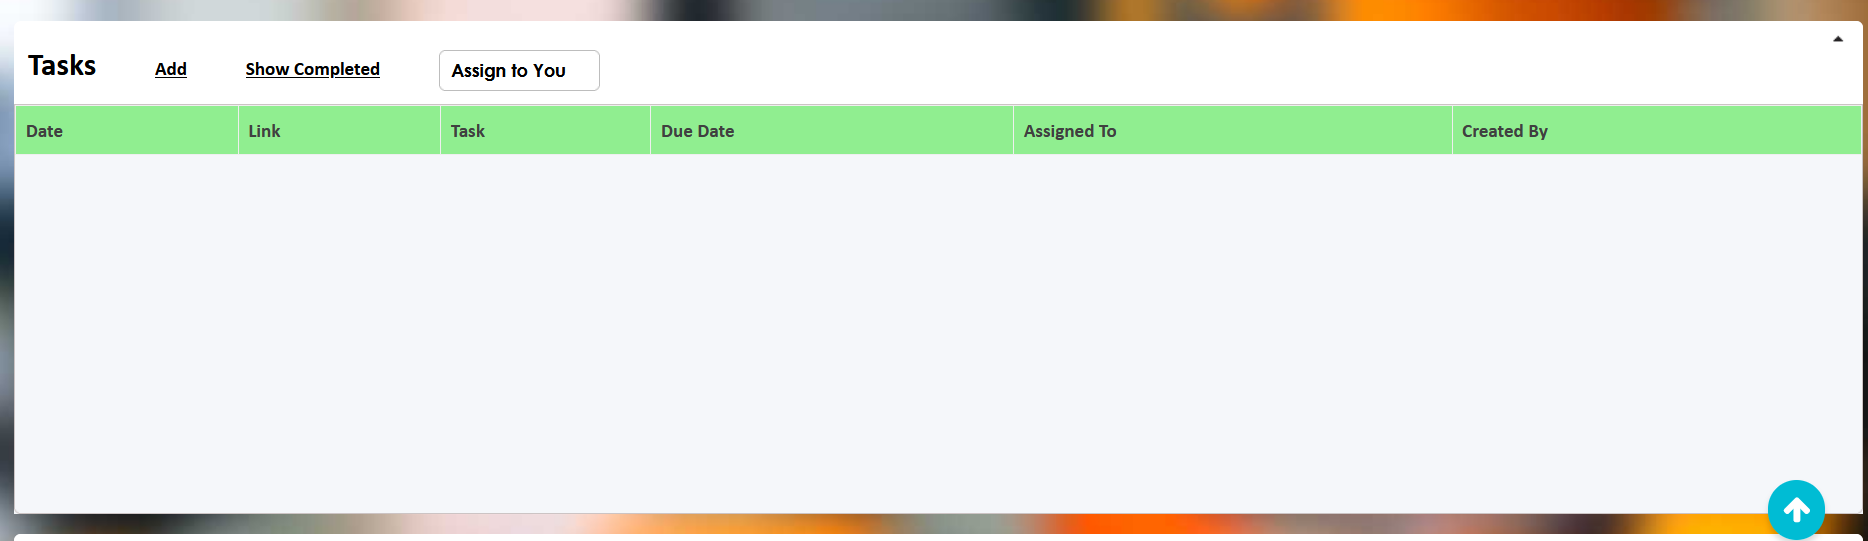 Tasks Add Show Completed Assign to You
Date Link Task Due Date Assigned To Created By